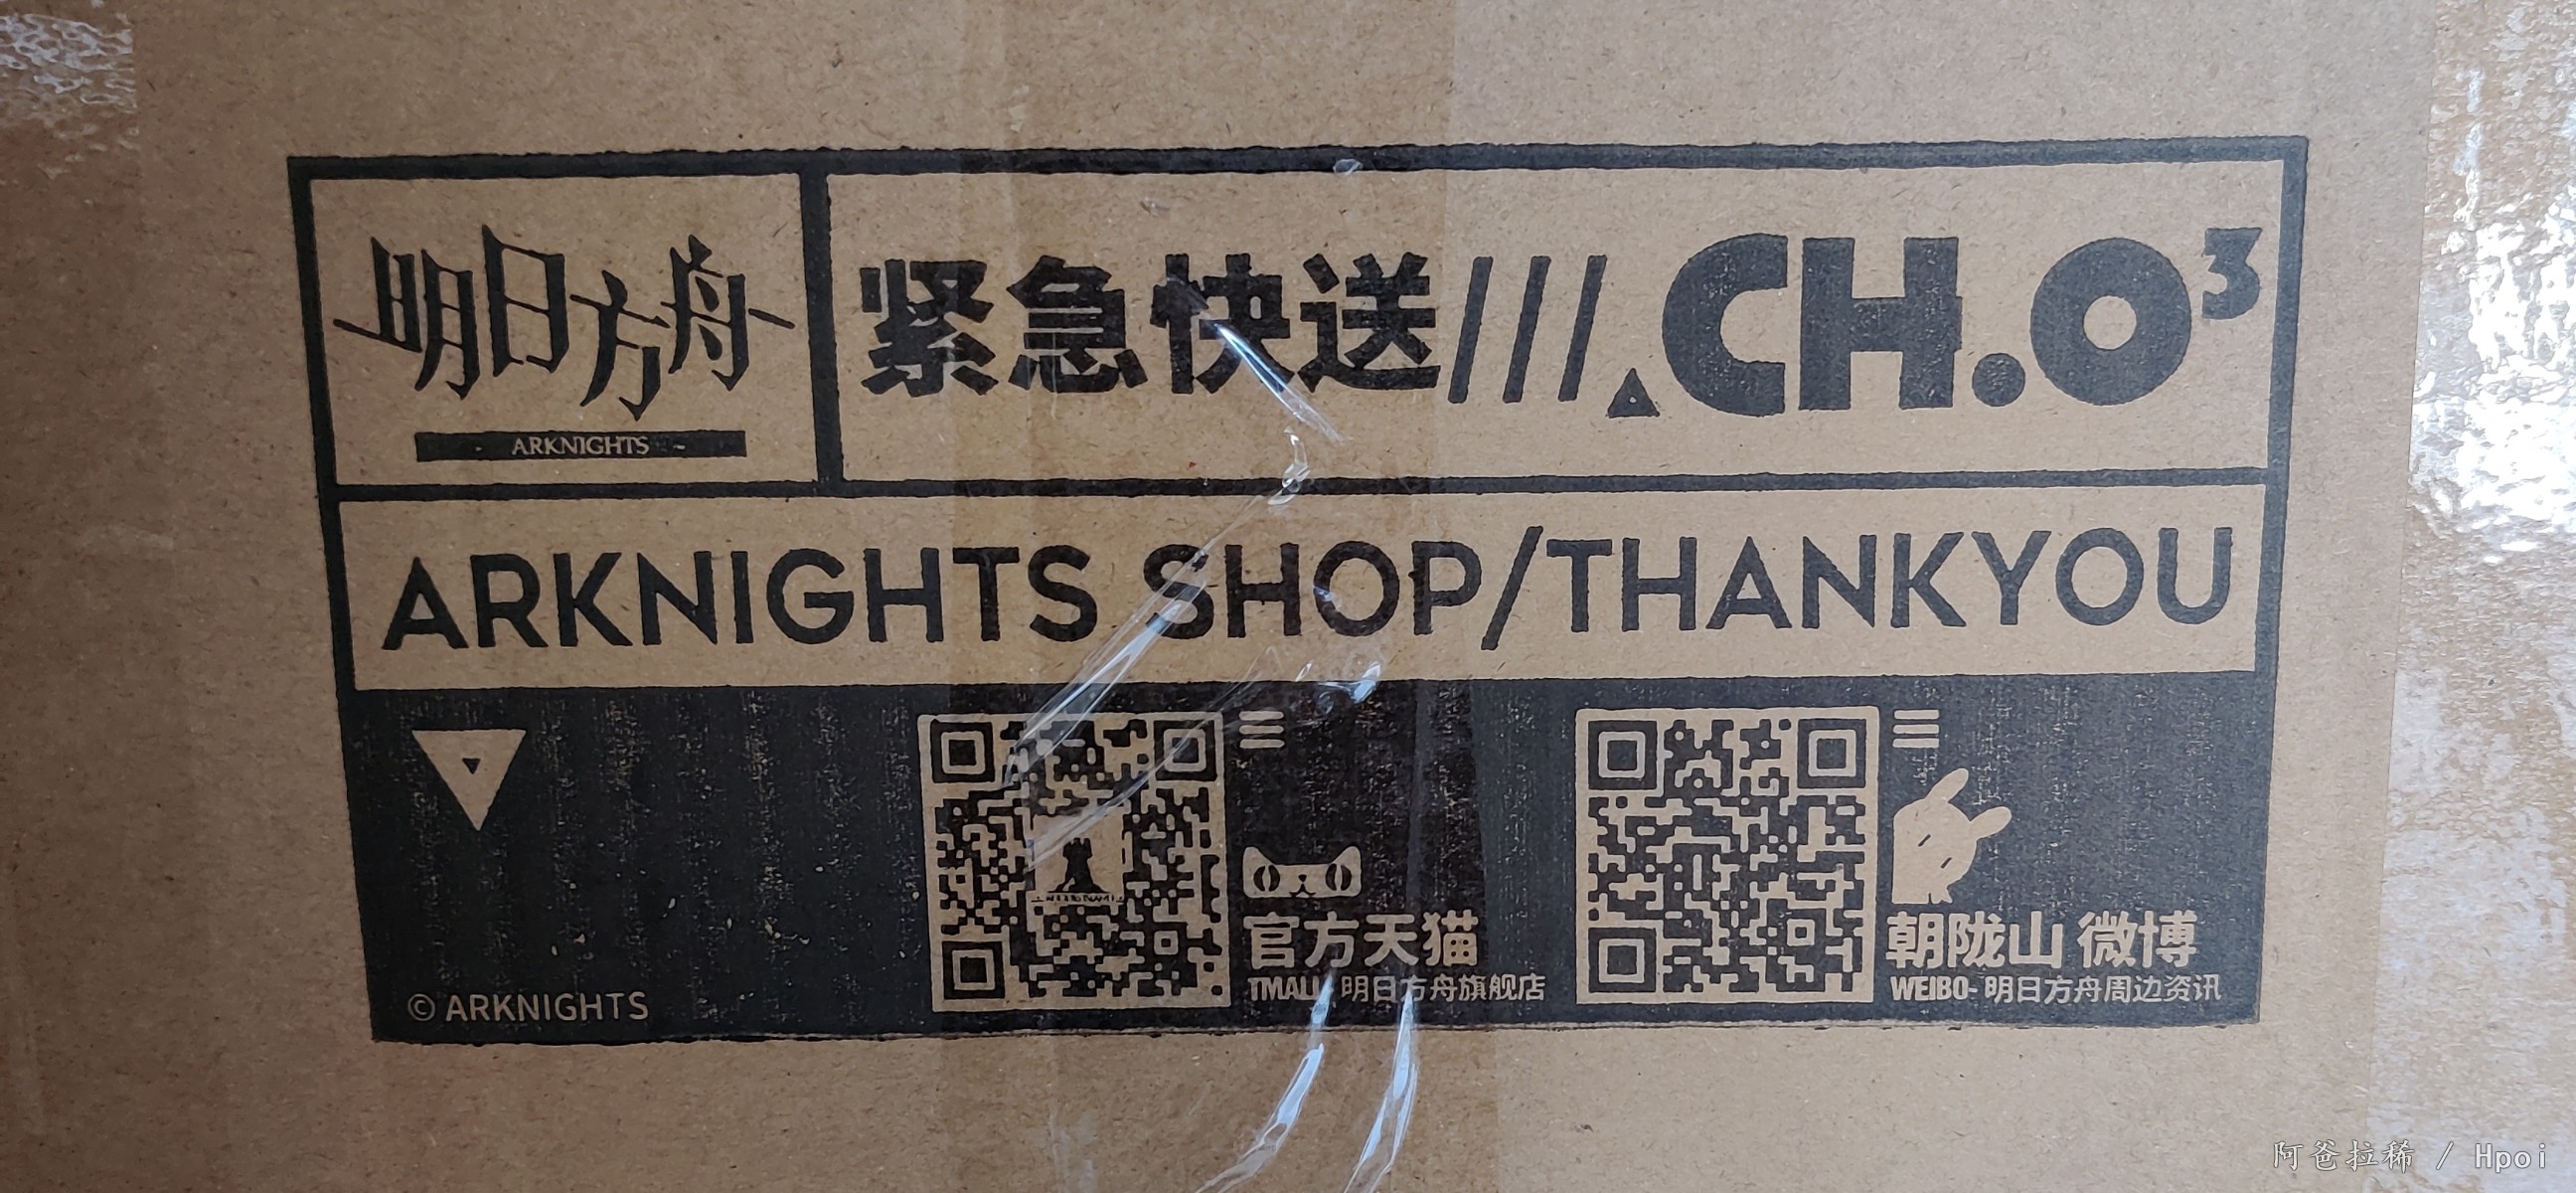 明日方舟
ARKNIGHTS
紧急快送///▲CH.O³
ARKNIGHTS SHOP/THANKYOU
© ARKNIGHTS
官方天猫
TMALL- 明日方舟旗舰店
朝陇山 微博
WEIBO- 明日方舟周边资讯
阿爸拉稀 / Hpoi